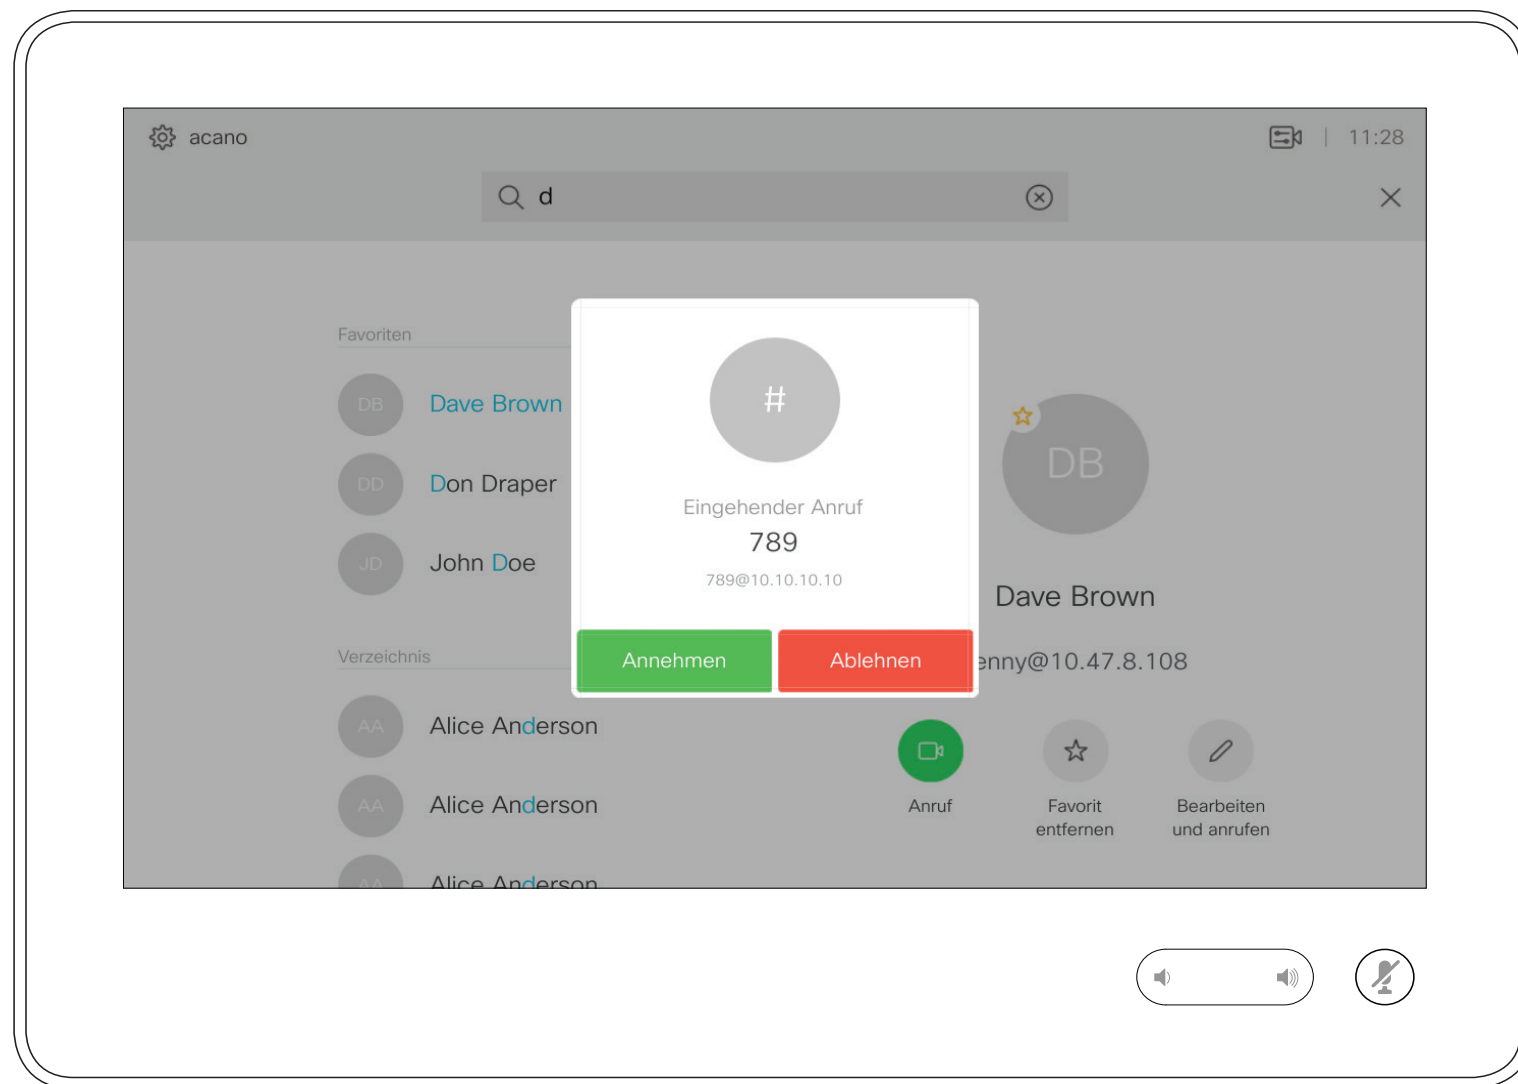 acano
11:28
d
Favoriten
DB
Dave Brown
DD
Don Draper
JD
John Doe
Verzeichnis
AA
Alice Anderson
AA
Alice Anderson
AA
Alice Anderson
#
Eingehender Anruf
789
789@10.10.10.10
Annehmen
Ablehnen
DB
Dave Brown
enny@10.47.8.108
Anruf
Favorit
entfernen
Bearbeiten
und anrufen